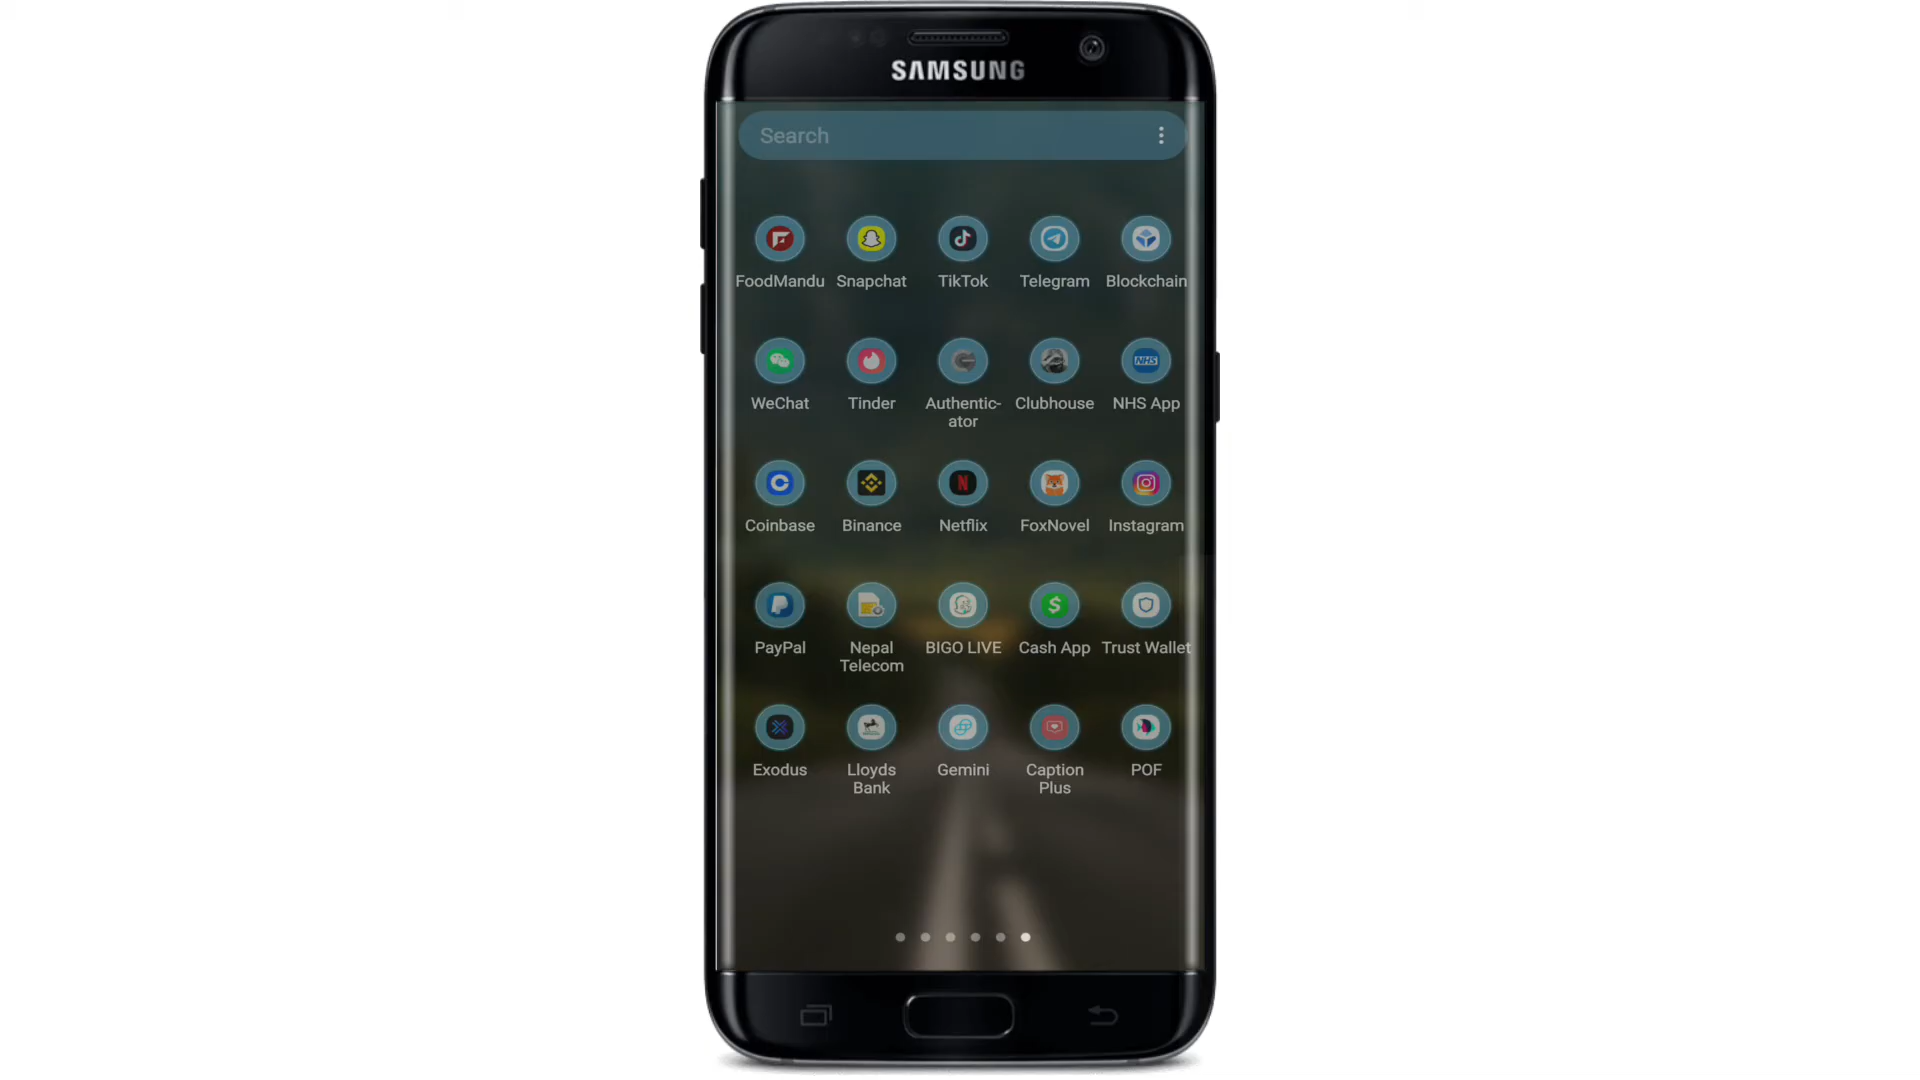 SAMSUNG
Search
FoodMandu Snapchat TikTok Telegram Blockchain
NHS
WeChat Tinder Authentic-
ator Clubhouse NHS App
Coinbase Binance Netflix FoxNovel Instagram
PayPal Nepal
Telecom BIGO LIVE Cash App Trust Wallet
Exodus Lloyds
Bank Gemini Caption
Plus POF